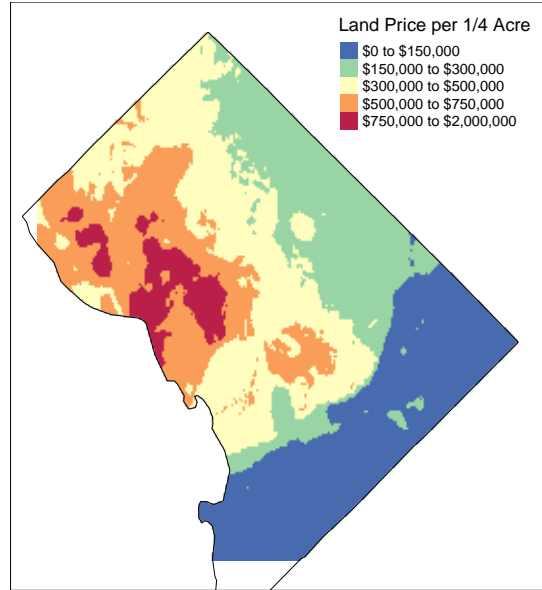 Land Price per 1/4 Acre
$0 to $150,000
$150,000 to $300,000
$300,000 to $500,000
$500,000 to $750,000
$750,000 to $2,000,000